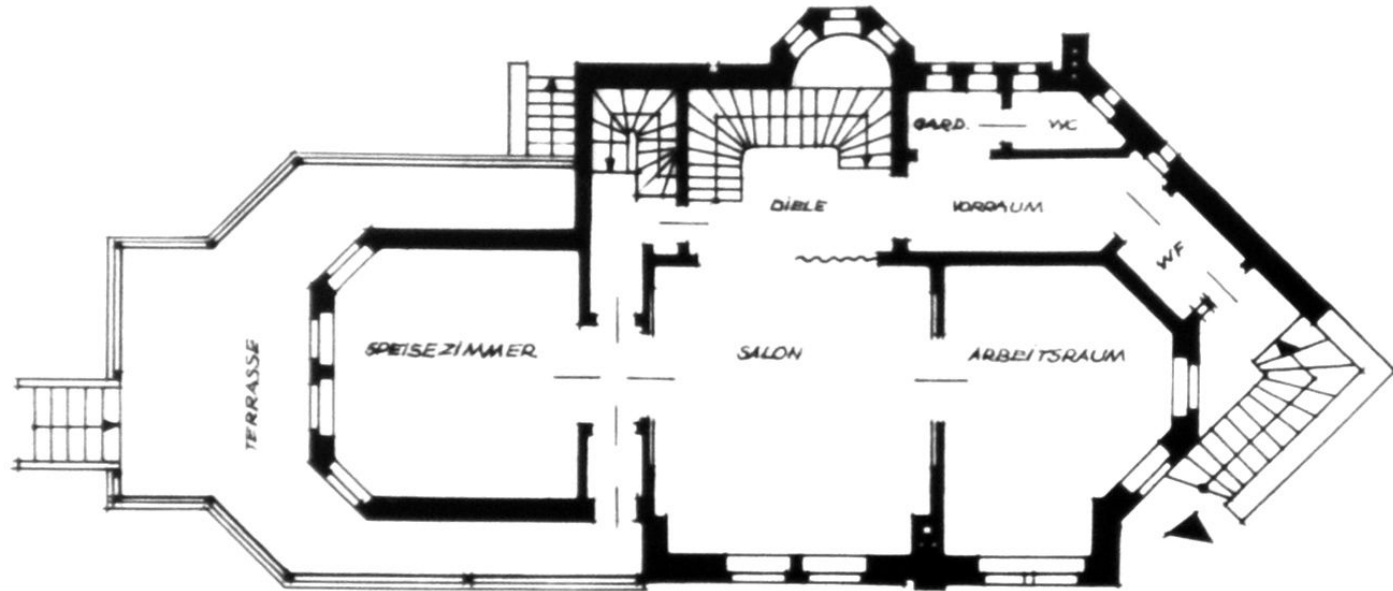 GARD. WC
DIELE VORRAUM
WF
SPEISEZIMMER SALON ARBEITSRAUM
TERRASSE